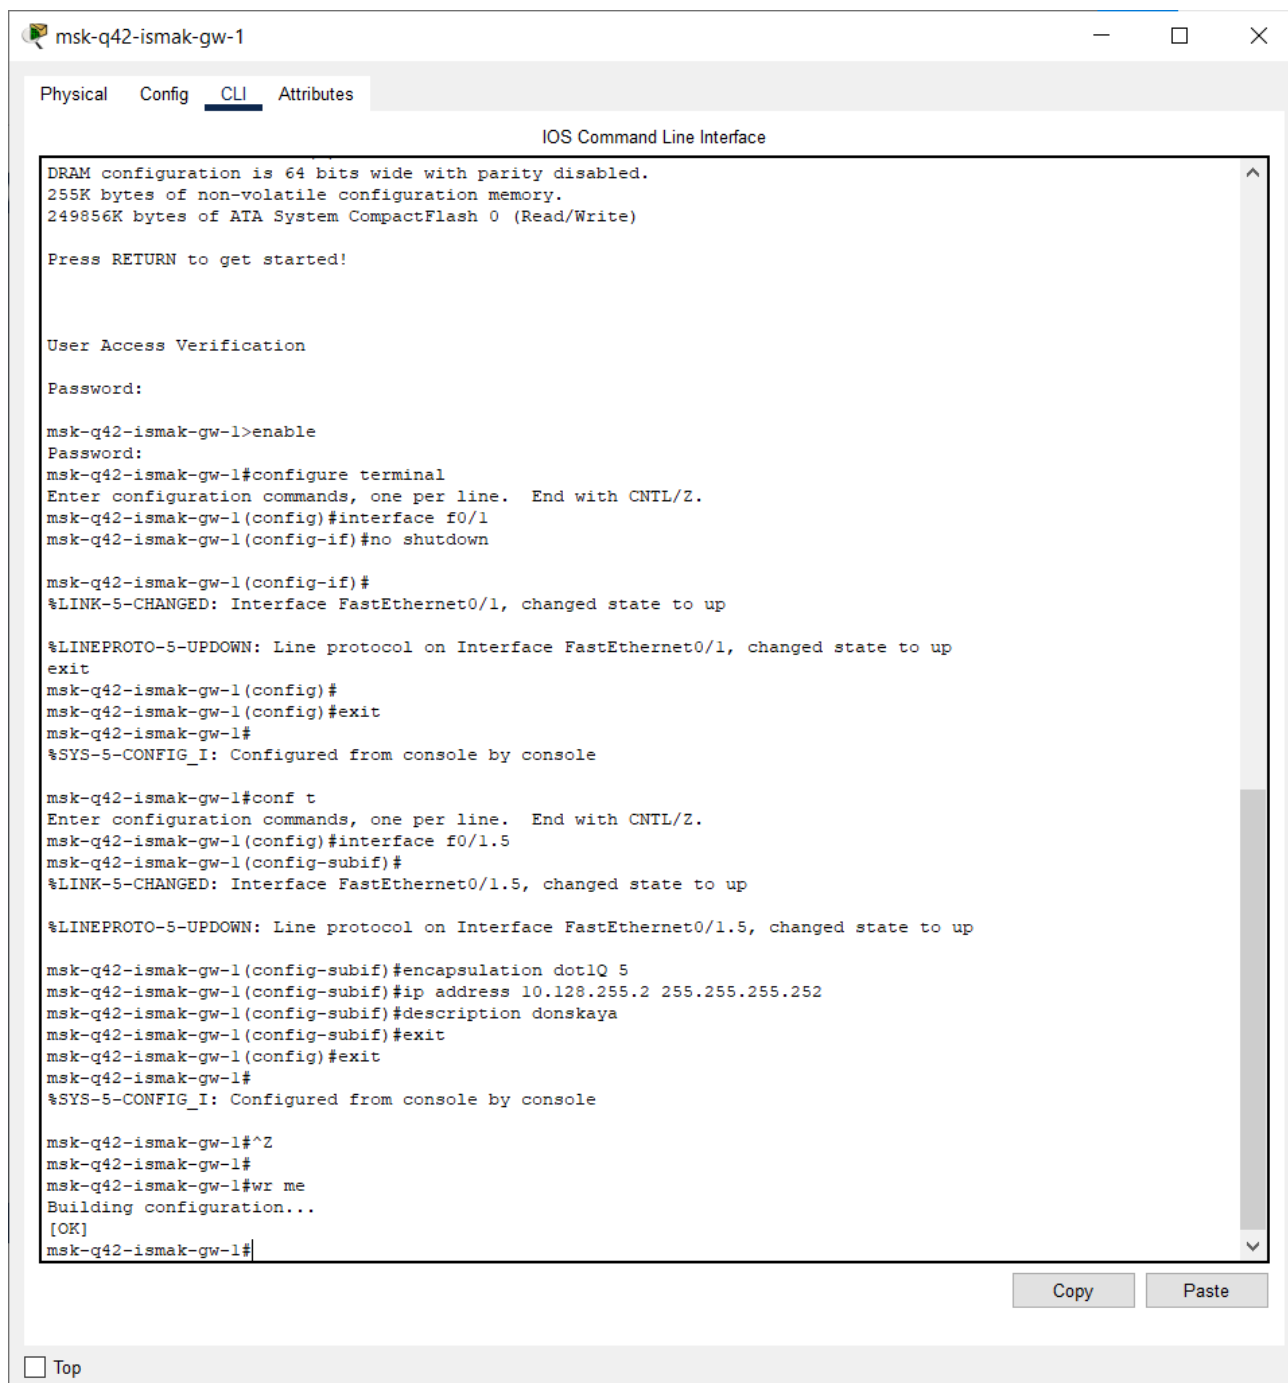 msk-q42-ismak-gw-1
Physical Config CLI Attributes
IOS Command Line Interface
DRAM configuration is 64 bits wide with parity disabled.
255K bytes of non-volatile configuration memory.
249856K bytes of ATA System CompactFlash 0 (Read/Write)
Press RETURN to get started!
User Access Verification
Password:
msk-q42-ismak-gw-1>enable
Password:
msk-q42-ismak-gw-1#configure terminal
Enter configuration commands, one per line.  End with CNTL/Z.
msk-q42-ismak-gw-1(config)#interface f0/1
msk-q42-ismak-gw-1(config-if)#no shutdown
msk-q42-ismak-gw-1(config-if)#
%LINK-5-CHANGED: Interface FastEthernet0/1, changed state to up
%LINEPROTO-5-UPDOWN: Line protocol on Interface FastEthernet0/1, changed state to up
exit
msk-q42-ismak-gw-1(config)#
msk-q42-ismak-gw-1(config)#exit
msk-q42-ismak-gw-1#
%SYS-5-CONFIG_I: Configured from console by console
msk-q42-ismak-gw-1#conf t
Enter configuration commands, one per line.  End with CNTL/Z.
msk-q42-ismak-gw-1(config)#interface f0/1.5
msk-q42-ismak-gw-1(config-subif)#
%LINK-5-CHANGED: Interface FastEthernet0/1.5, changed state to up
%LINEPROTO-5-UPDOWN: Line protocol on Interface FastEthernet0/1.5, changed state to up
msk-q42-ismak-gw-1(config-subif)#encapsulation dot1Q 5
msk-q42-ismak-gw-1(config-subif)#ip address 10.128.255.2 255.255.255.252
msk-q42-ismak-gw-1(config-subif)#description donskaya
msk-q42-ismak-gw-1(config-subif)#exit
msk-q42-ismak-gw-1(config)#exit
msk-q42-ismak-gw-1#
%SYS-5-CONFIG_I: Configured from console by console
msk-q42-ismak-gw-1#^Z
msk-q42-ismak-gw-1#
msk-q42-ismak-gw-1#wr me
Building configuration...
[OK]
msk-q42-ismak-gw-1#
Copy Paste
Top